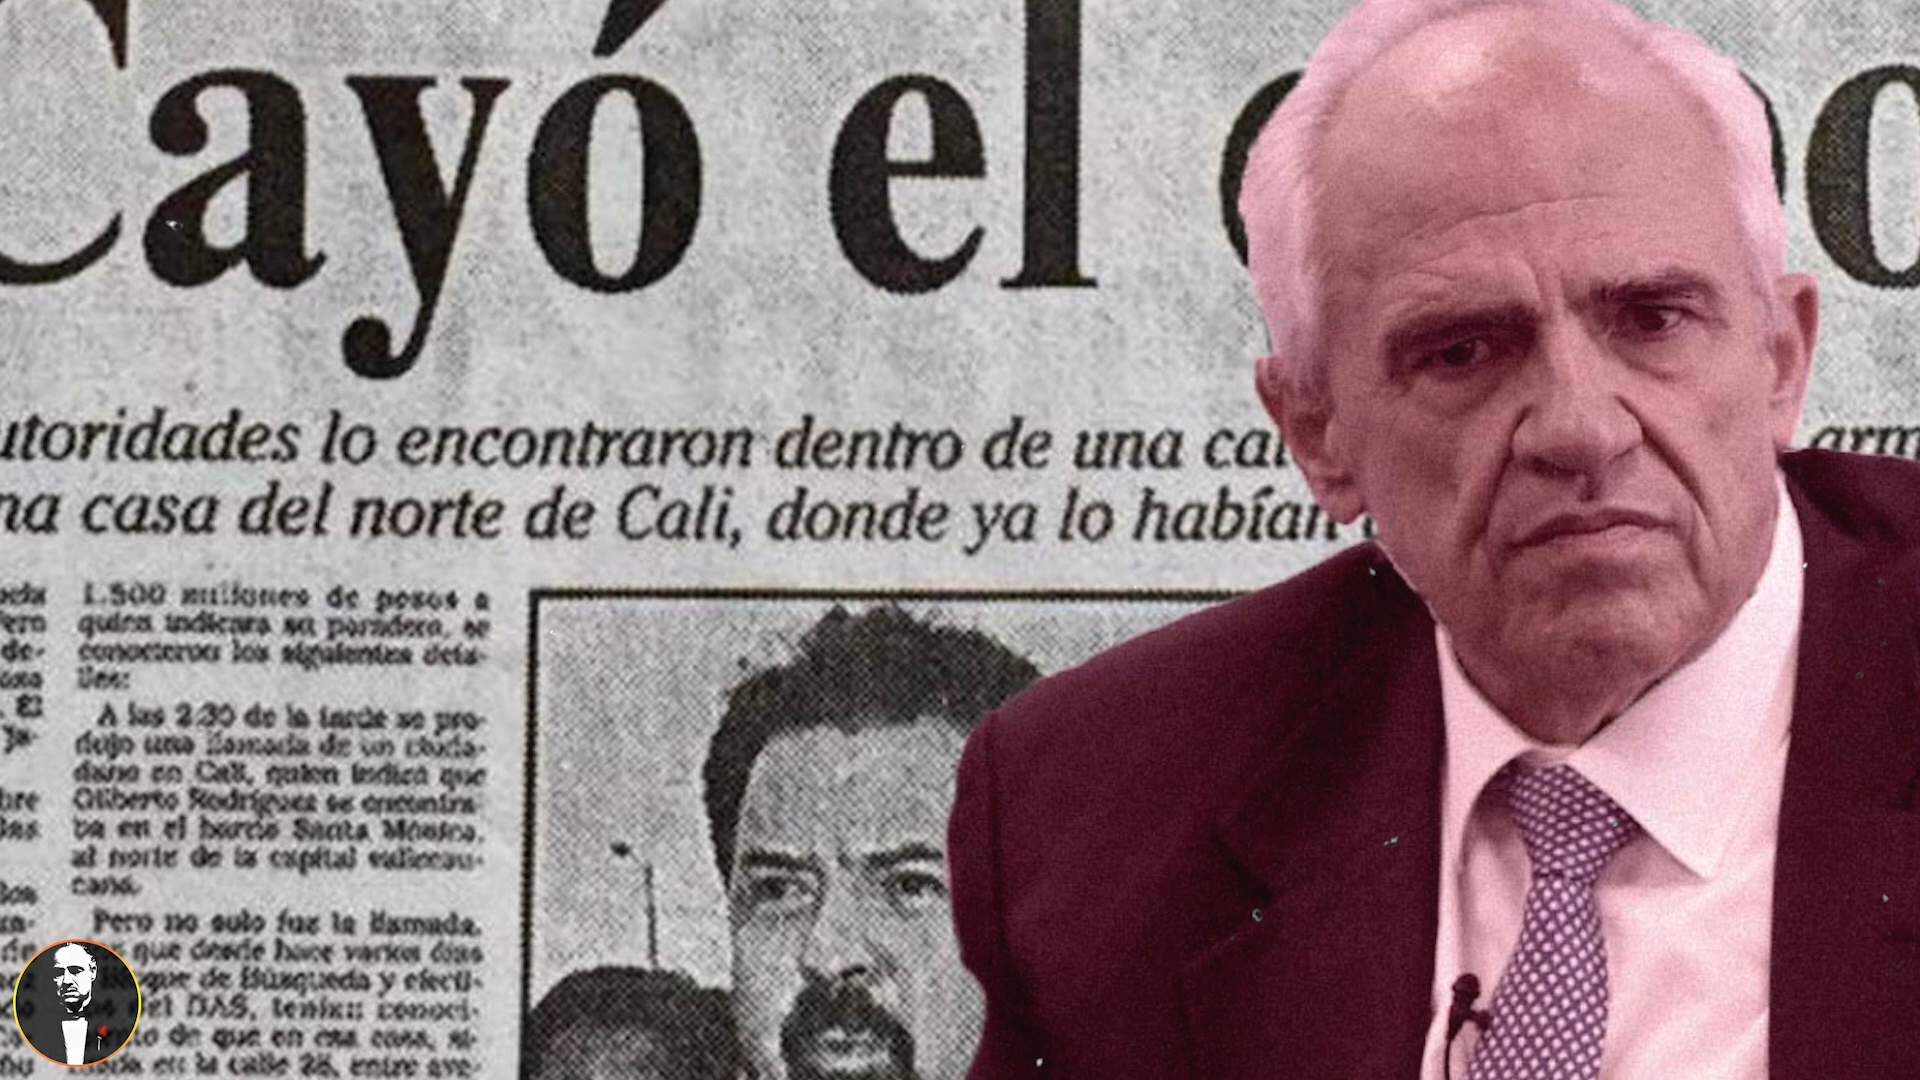 Cayó el
utoridades lo encontraron dentro de una cal arm
na casa del norte de Cali, donde ya lo habían
1.500 millones de pesos a
quien indicara su paradero, se
conocieron los siguientes deta-
lles:
A las 2:30 de la tarde se pro-
dujo una llamada de un ciuda-
dano en Cali, quien indicó que
Gilberto Rodríguez se encontra-
ba en el barrio Santa Mónica,
al norte de la capital vallecau-
cana.
Pero no solo fue la llamada,
que desde hace varios días
que de Búsqueda y efecti-
del DAS, tenían conoci-
to de que en esa casa, si-
en la calle 28, entre ave-